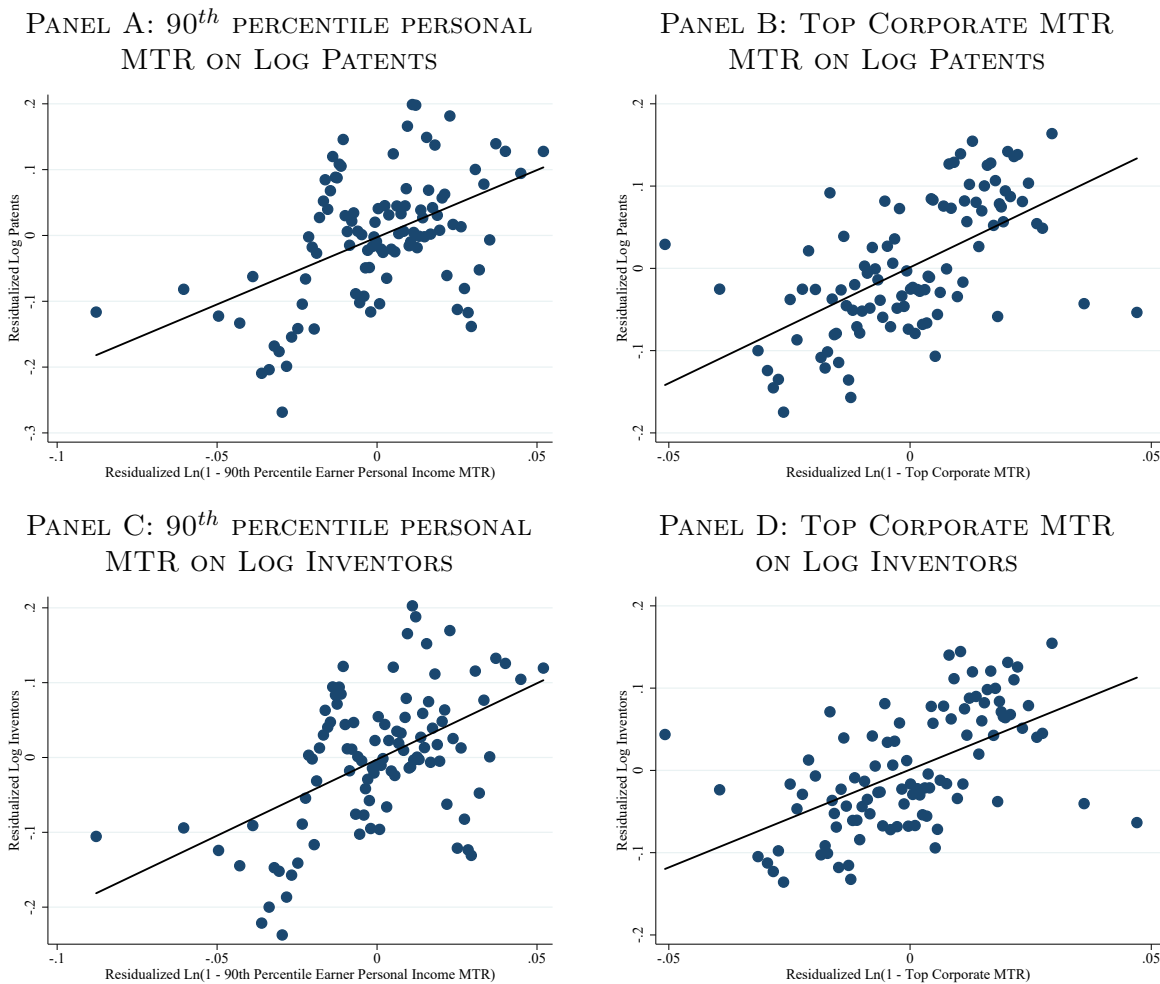 PANEL A: 90th PERCENTILE PERSONAL
MTR ON LOG PATENTS
.2
.1
0
-.1
-.2
-.3
Residualized Log Patents
-.1
-.05
0
.05
Residualized Ln(1 - 90th Percentile Earner Personal Income MTR)
PANEL B: TOP CORPORATE MTR
MTR ON LOG PATENTS
.2
.1
0
-.1
-.2
Residualized Log Patents
-.05
0
.05
Residualized Ln(1 - Top Corporate MTR)
PANEL C: 90th PERCENTILE PERSONAL
MTR ON LOG INVENTORS
.2
.1
0
-.1
-.2
Residualized Log Inventors
-.1
-.05
0
.05
Residualized Ln(1 - 90th Percentile Earner Personal Income MTR)
PANEL D: TOP CORPORATE MTR
ON LOG INVENTORS
.2
.1
0
-.1
-.2
Residualized Log Inventors
-.05
0
.05
Residualized Ln(1 - Top Corporate MTR)